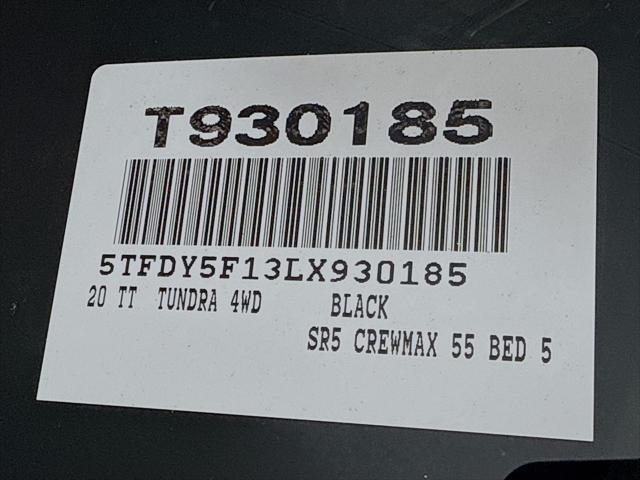 T930185
5TFDY5F13LX930185
20 TT TUNDRA 4WD BLACK
SR5 CREWMAX 55 BED 5